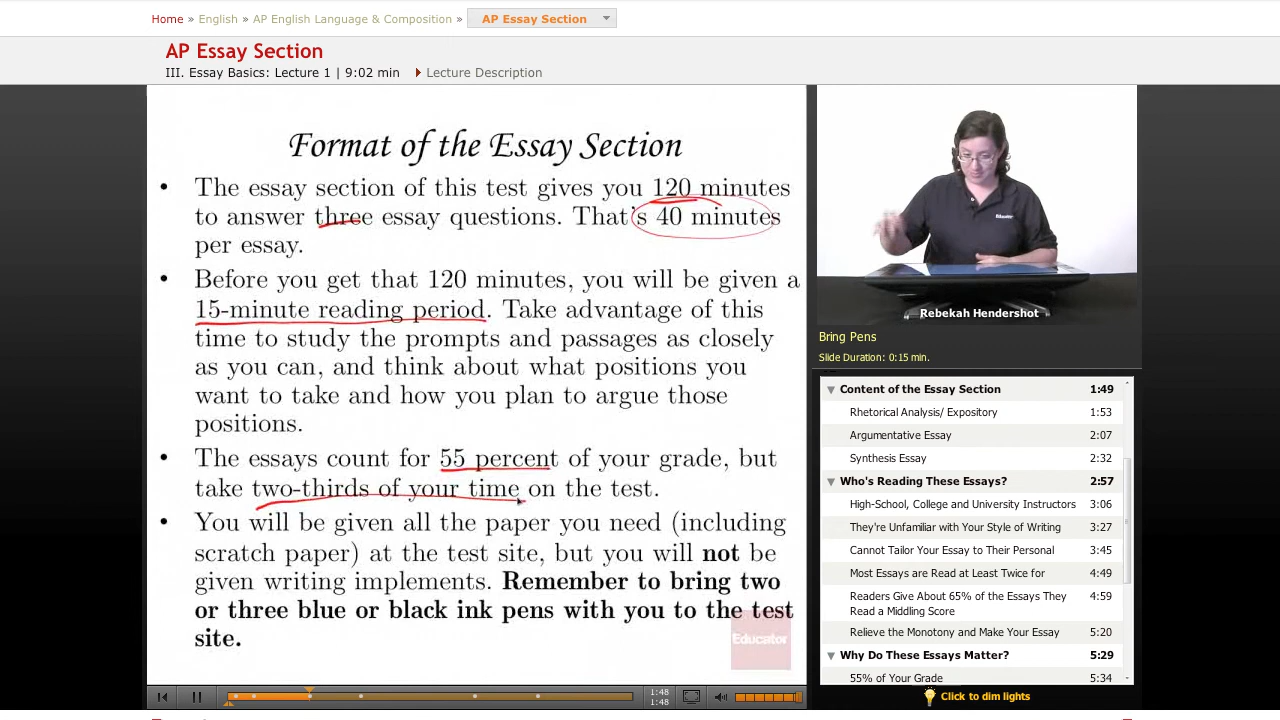 Home » English » AP English Language & Composition » AP Essay Section
AP Essay Section
III. Essay Basics: Lecture 1 | 9:02 min Lecture Description
Format of the Essay Section
• The essay section of this test gives you 120 minutes
to answer three essay questions. That's 40 minutes
per essay.
• Before you get that 120 minutes, you will be given a
15-minute reading period. Take advantage of this
time to study the prompts and passages as closely
as you can, and think about what positions you
want to take and how you plan to argue those
positions.
• The essays count for 55 percent of your grade, but
take two-thirds of your time on the test.
• You will be given all the paper you need (including
scratch paper) at the test site, but you will not be
given writing implements. Remember to bring two
or three blue or black ink pens with you to the test
site.
Educator
1:48
1:48
Educator
Rebekah Hendershot
Bring Pens
Slide Duration: 0:15 min.
Content of the Essay Section 1:49
Rhetorical Analysis/ Expository 1:53
Argumentative Essay 2:07
Synthesis Essay 2:32
Who's Reading These Essays? 2:57
High-School, College and University Instructors 3:06
They're Unfamiliar with Your Style of Writing 3:27
Cannot Tailor Your Essay to Their Personal 3:45
Most Essays are Read at Least Twice for 4:49
Readers Give About 65% of the Essays They 4:59
Read a Middling Score
Relieve the Monotony and Make Your Essay 5:20
Why Do These Essays Matter? 5:29
55% of Your Grade 5:34
Click to dim lights